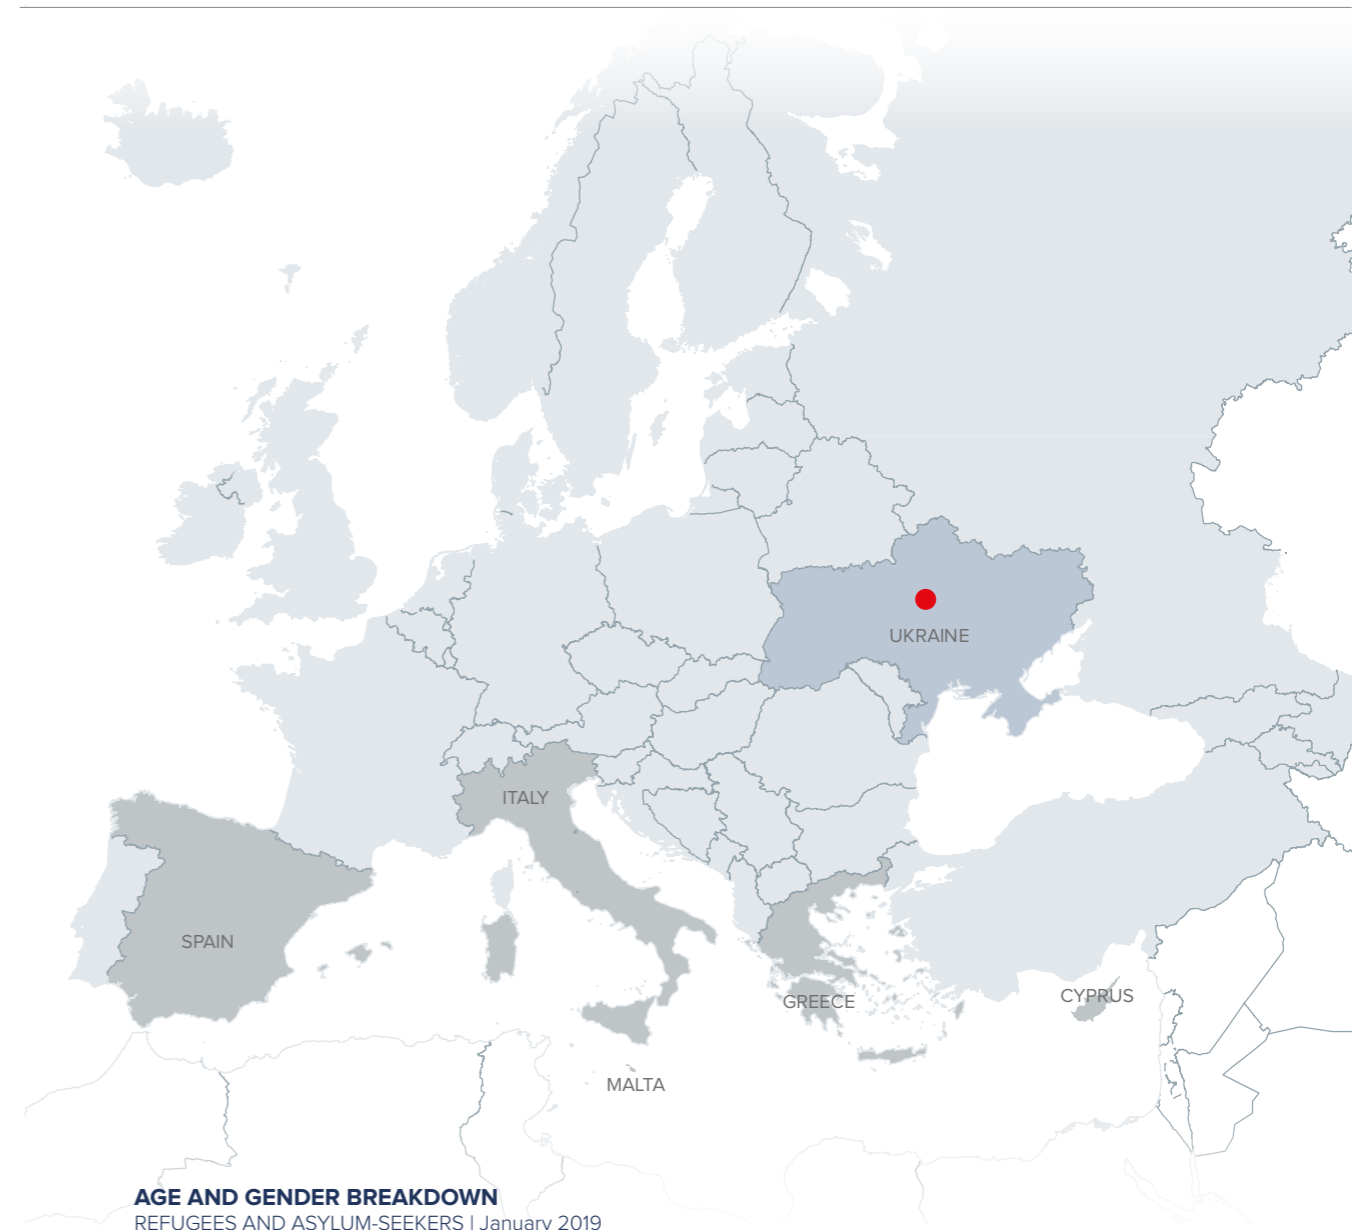 UKRAINE
ITALY
SPAIN
GREECE
CYPRUS
MALTA
AGE AND GENDER BREAKDOWN
REFUGEES AND ASYLUM-SEEKERS | January 2019